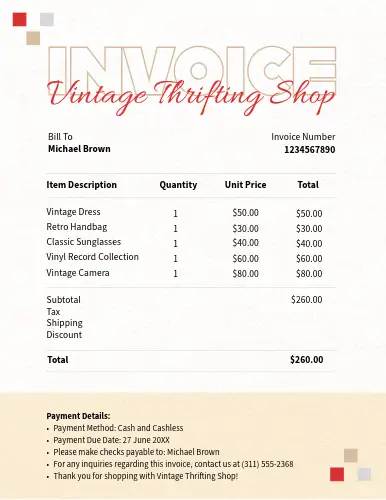 INVOICE
Vintage Thrifting Shop
Bill To Invoice Number
Michael Brown 1234567890
Item Description Quantity Unit Price Total
Vintage Dress 1 $50.00 $50.00
Retro Handbag 1 $30.00 $30.00
Classic Sunglasses 1 $40.00 $40.00
Vinyl Record Collection 1 $60.00 $60.00
Vintage Camera 1 $80.00 $80.00
Subtotal $260.00
Tax
Shipping
Discount
Total $260.00
Payment Details:
• Payment Method: Cash and Cashless
• Payment Due Date: 27 June 20XX
• Please make checks payable to: Michael Brown
• For any inquiries regarding this invoice, contact us at (311) 555-2368
• Thank you for shopping with Vintage Thrifting Shop!